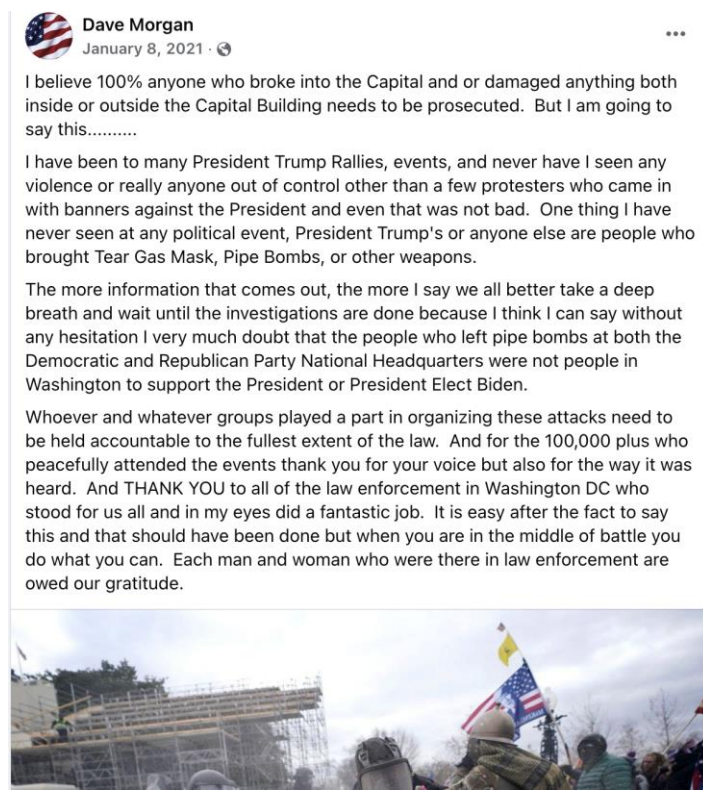 Dave Morgan
January 8, 2021 ·
I believe 100% anyone who broke into the Capital and or damaged anything both
inside or outside the Capital Building needs to be prosecuted.  But I am going to
say this..........
I have been to many President Trump Rallies, events, and never have I seen any
violence or really anyone out of control other than a few protesters who came in
with banners against the President and even that was not bad.  One thing I have
never seen at any political event, President Trump's or anyone else are people who
brought Tear Gas Mask, Pipe Bombs, or other weapons.
The more information that comes out, the more I say we all better take a deep
breath and wait until the investigations are done because I think I can say without
any hesitation I very much doubt that the people who left pipe bombs at both the
Democratic and Republican Party National Headquarters were not people in
Washington to support the President or President Elect Biden.
Whoever and whatever groups played a part in organizing these attacks need to
be held accountable to the fullest extent of the law.  And for the 100,000 plus who
peacefully attended the events thank you for your voice but also for the way it was
heard.  And THANK YOU to all of the law enforcement in Washington DC who
stood for us all and in my eyes did a fantastic job.  It is easy after the fact to say
this and that should have been done but when you are in the middle of battle you
do what you can.  Each man and woman who were there in law enforcement are
owed our gratitude.